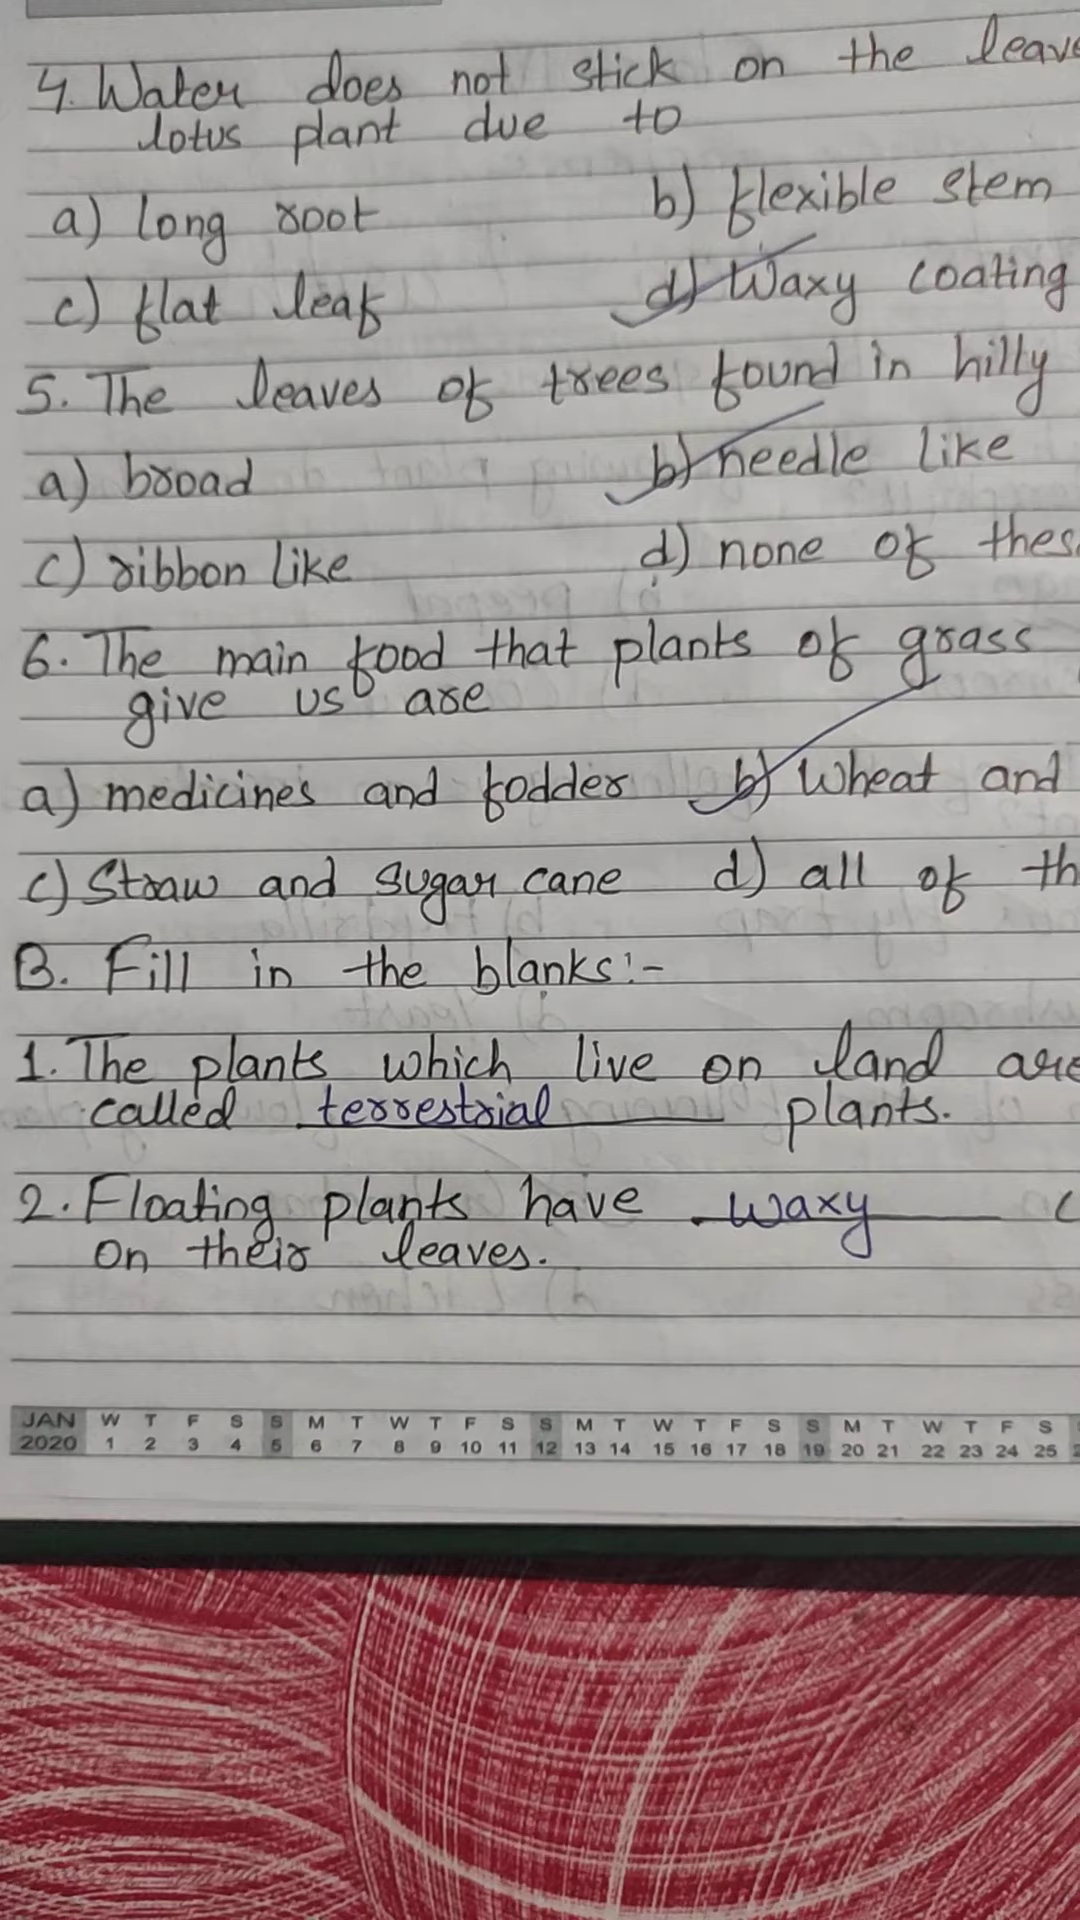 4. Water does not stick on the leave
lotus plant due to
a) long root b) flexible stem
c) flat leaf d) Waxy coating
5. The leaves of trees found in hilly
a) broad b) needle like
c) ribbon like d) none of thes
6. The main food that plants of grass
give us are
a) medicines and fodder b) Wheat and
c) Straw and sugar cane d) all of th
B. Fill in the blanks:-
1. The plants which live on land are
called terrestrial plants.
2. Floating plants have waxy c
on their leaves.
JAN W T F S S M T W T F S S M T W T F S S M T W T F S
2020 1 2 3 4 5 6 7 8 9 10 11 12 13 14 15 16 17 18 19 20 21 22 23 24 25